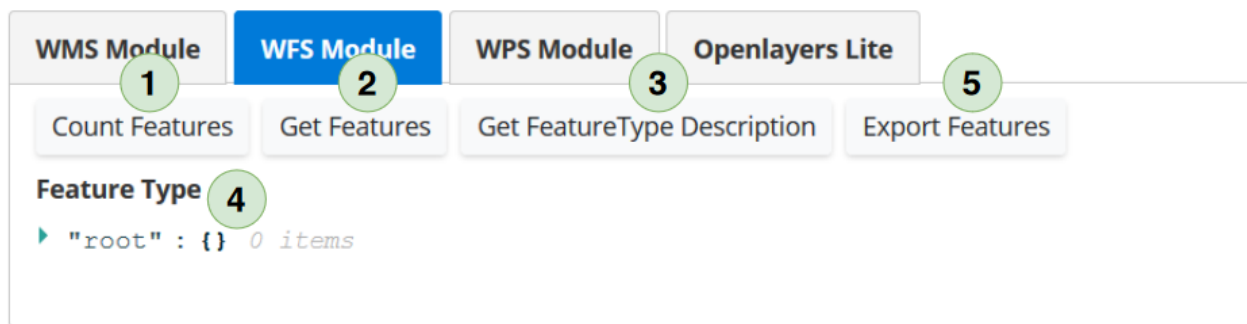 WMS Module WFS Module WPS Module Openlayers Lite
1 2 3 5
Count Features Get Features Get FeatureType Description Export Features
Feature Type 4
"root" : {} 0 items